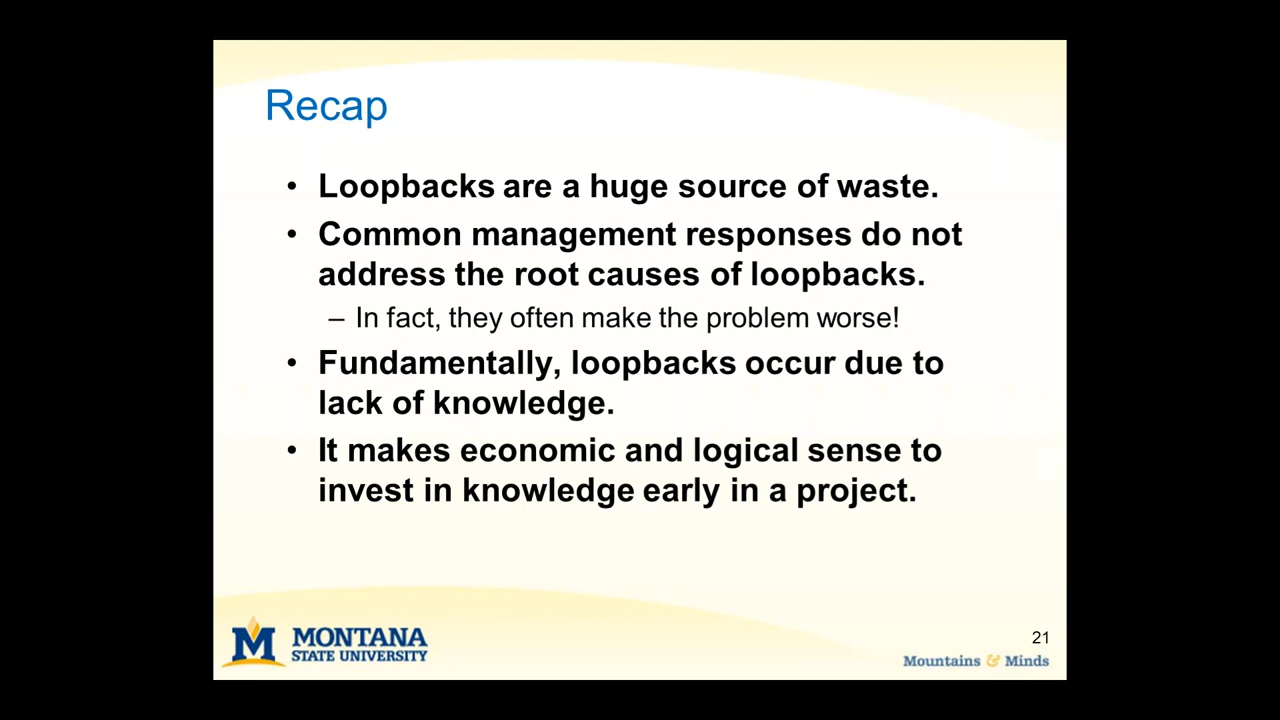 Recap
• Loopbacks are a huge source of waste.
• Common management responses do not
address the root causes of loopbacks.
– In fact, they often make the problem worse!
• Fundamentally, loopbacks occur due to
lack of knowledge.
• It makes economic and logical sense to
invest in knowledge early in a project.
M MONTANA
STATE UNIVERSITY
21
Mountains & Minds